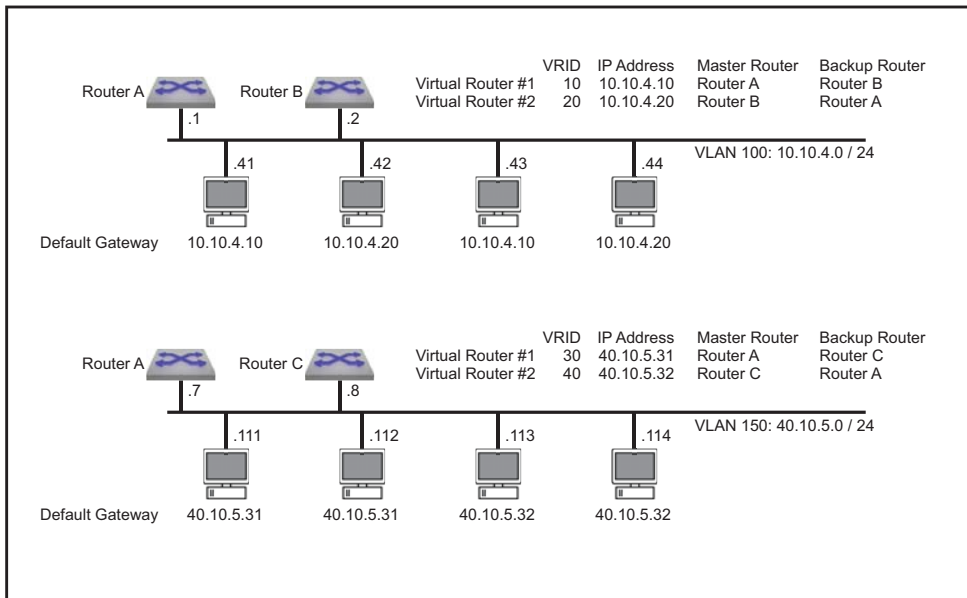 VRID IP Address Master Router Backup Router
Virtual Router #1 10 10.10.4.10 Router A Router B
Virtual Router #2 20 10.10.4.20 Router B Router A
Router A Router B
.1 .2
VLAN 100: 10.10.4.0 / 24
.41 .42 .43 .44
Default Gateway 10.10.4.10 10.10.4.20 10.10.4.10 10.10.4.20
VRID IP Address Master Router Backup Router
Virtual Router #1 30 40.10.5.31 Router A Router C
Virtual Router #2 40 40.10.5.32 Router C Router A
Router A Router C
.7 .8
VLAN 150: 40.10.5.0 / 24
.111 .112 .113 .114
Default Gateway 40.10.5.31 40.10.5.31 40.10.5.32 40.10.5.32